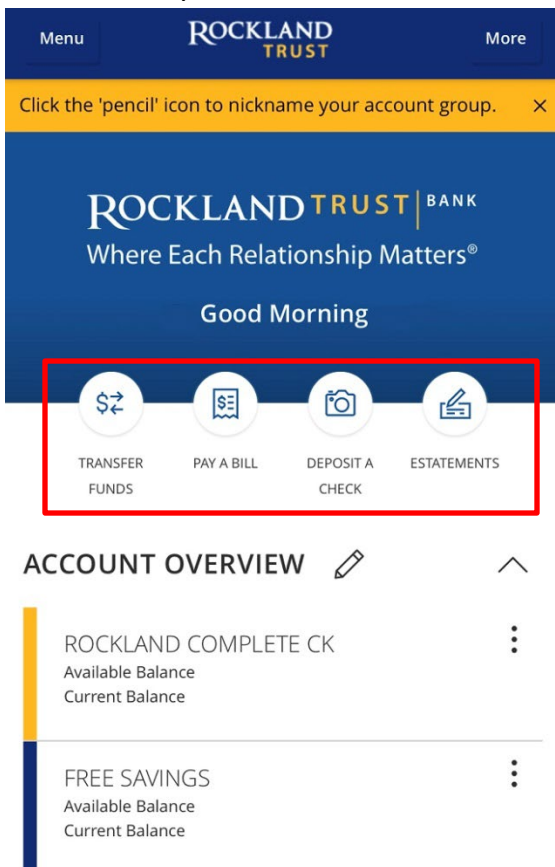 Menu
ROCKLAND
TRUST
More
Click the 'pencil' icon to nickname your account group.
ROCKLAND TRUST | BANK
Where Each Relationship Matters®
Good Morning
TRANSFER FUNDS
PAY A BILL
DEPOSIT A CHECK
ESTATEMENTS
ACCOUNT OVERVIEW
ROCKLAND COMPLETE CK
Available Balance
Current Balance
FREE SAVINGS
Available Balance
Current Balance